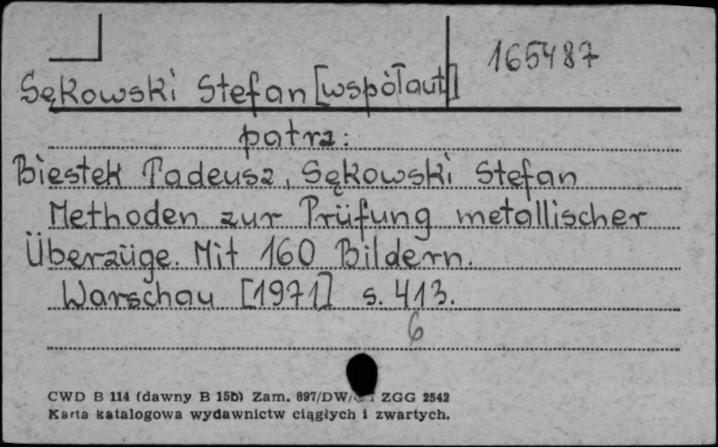 165487
Sękowski Stefan [współaut]
patrz:
Biestek Tadeusz, Sękowski Stefan
Methoden zur Prüfung metallischer
Überzüge. Mit 160 Bildern.
Warschau [1971] s. 413.
6
CWD B 114 (dawny B 15b) Zam. 897/DW/ ZGG 2542
Karta katalogowa wydawnictw ciągłych i zwartych.